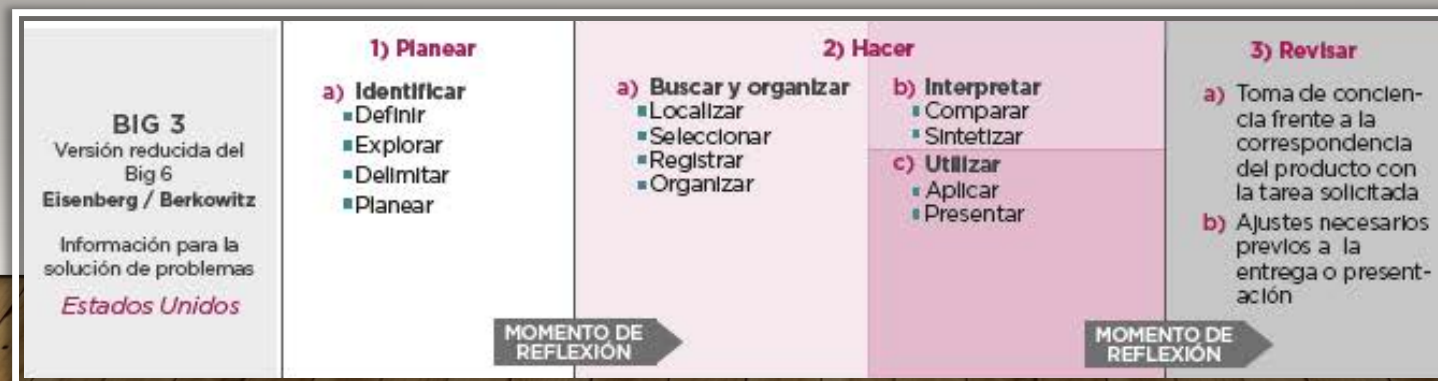 BIG 3
Versión reducida del
Big 6
Eisenberg / Berkowitz
Información para la
solución de problemas
Estados Unidos
1) Planear
a) Identificar
Definir
Explorar
Delimitar
Planear
MOMENTO DE
REFLEXIÓN
2) Hacer
a) Buscar y organizar
Localizar
Seleccionar
Registrar
Organizar
b) Interpretar
Comparar
Sintetizar
c) Utilizar
Aplicar
Presentar
MOMENTO DE
REFLEXIÓN
3) Revisar
a) Toma de concien-
cia frente a la
correspondencia
del producto con
la tarea solicitada
b) Ajustes necesarios
previos a la
entrega o present-
ación